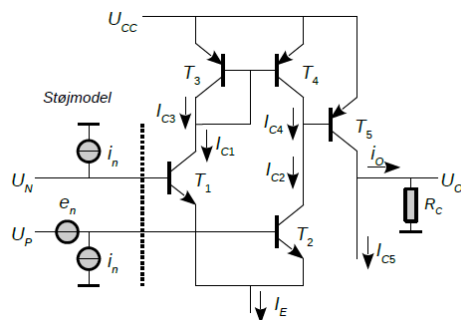 U_CC
T_3
T_4
Støjmodel
I_C3
I_C4
T_5
i_n
I_C1
i_O
U_N
T_1
I_C2
U_O
e_n
R_C
U_P
T_2
i_n
I_C5
I_E